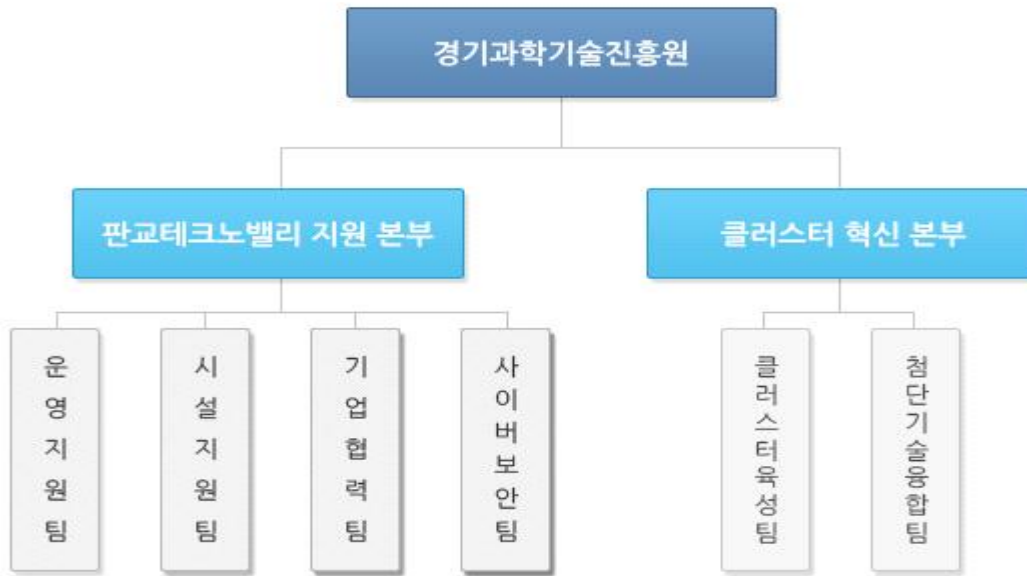 경기과학기술진흥원
판교테크노밸리 지원 본부
클러스터 혁신 본부
운영지원팀
시설지원팀
기업협력팀
사이버보안팀
클러스터육성팀
첨단기술융합팀